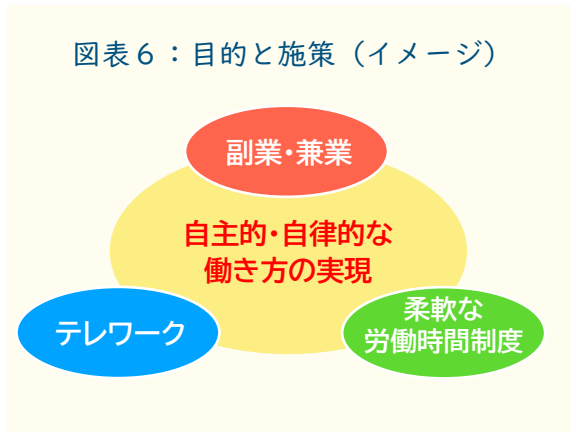 図表6：目的と施策（イメージ）
副業･兼業
自主的･自律的な
働き方の実現
テレワーク
柔軟な
労働時間制度